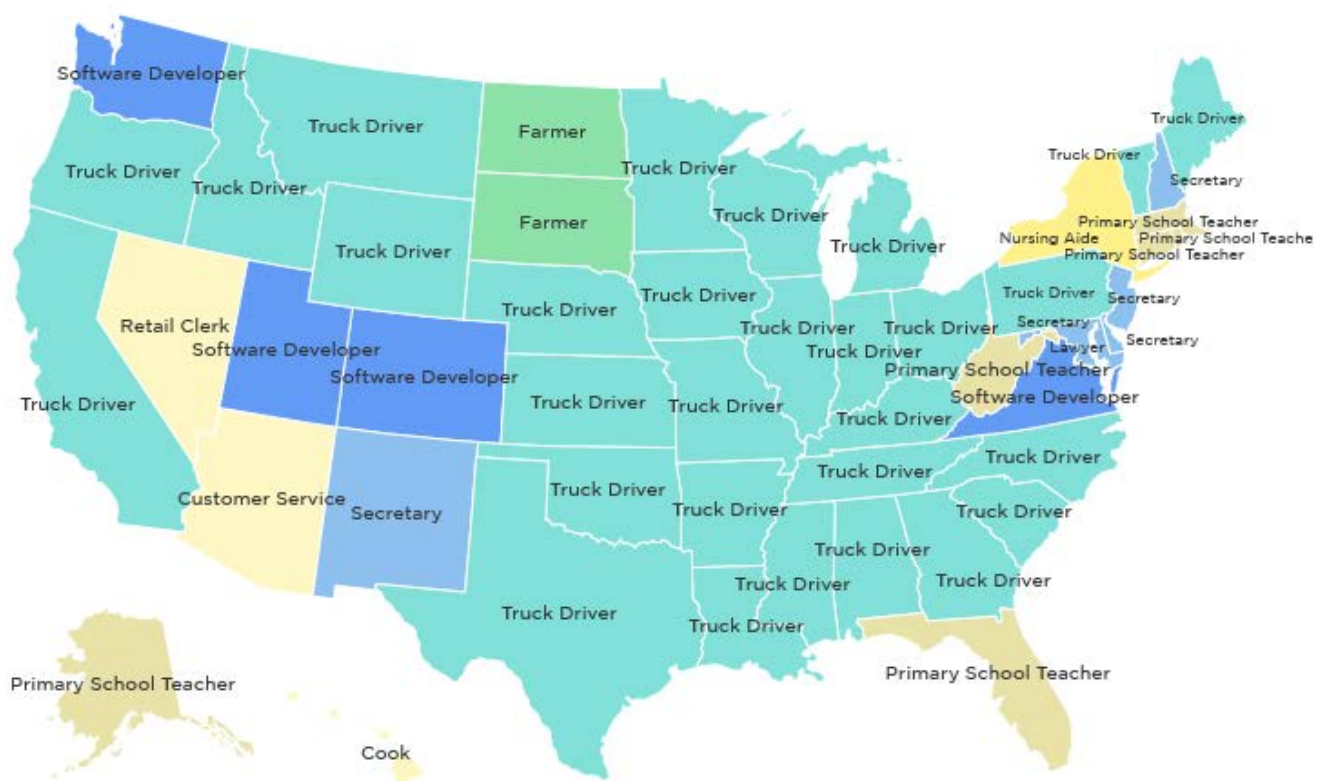 Software Developer
Truck Driver
Farmer
Truck Driver
Truck Driver
Truck Driver
Truck Driver
Secretary
Truck Driver
Truck Driver
Truck Driver
Farmer
Primary School Teacher
Primary School Teache
Nursing Aide
Primary School Teacher
Truck Driver
Truck Driver
Truck Driver
Truck Driver
Secretary
Truck Driver
Truck Driver
Truck Driver
Truck Driver
Secretary
Retail Clerk
Secretary
Lawyer
Software Developer
Truck Driver
Truck Driver
Primary School Teacher
Software Developer
Software Developer
Truck Driver
Truck Driver
Truck Driver
Truck Driver
Truck Driver
Truck Driver
Customer Service
Truck Driver
Secretary
Truck Driver
Truck Driver
Truck Driver
Truck Driver
Truck Driver
Truck Driver
Truck Driver
Primary School Teacher
Primary School Teacher
Cook